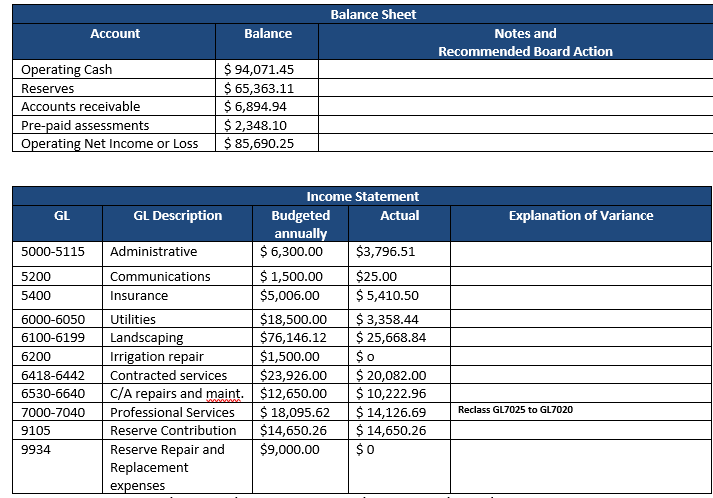 Balance Sheet
Account Balance Notes and
Recommended Board Action
Operating Cash $ 94,071.45
Reserves $ 65,363.11
Accounts receivable $ 6,894.94
Pre-paid assessments $ 2,348.10
Operating Net Income or Loss $ 85,690.25
Income Statement
GL GL Description Budgeted Actual Explanation of Variance
annually
5000-5115 Administrative $ 6,300.00 $3,796.51
5200 Communications $ 1,500.00 $25.00
5400 Insurance $5,006.00 $ 5,410.50
6000-6050 Utilities $18,500.00 $ 3,358.44
6100-6199 Landscaping $76,146.12 $ 25,668.84
6200 Irrigation repair $1,500.00 $ o
6418-6442 Contracted services $23,926.00 $ 20,082.00
6530-6640 C/A repairs and maint. $12,650.00 $ 10,222.96
7000-7040 Professional Services $ 18,095.62 $ 14,126.69 Reclass GL7025 to GL7020
9105 Reserve Contribution $14,650.26 $ 14,650.26
9934 Reserve Repair and $9,000.00 $ 0
Replacement
expenses